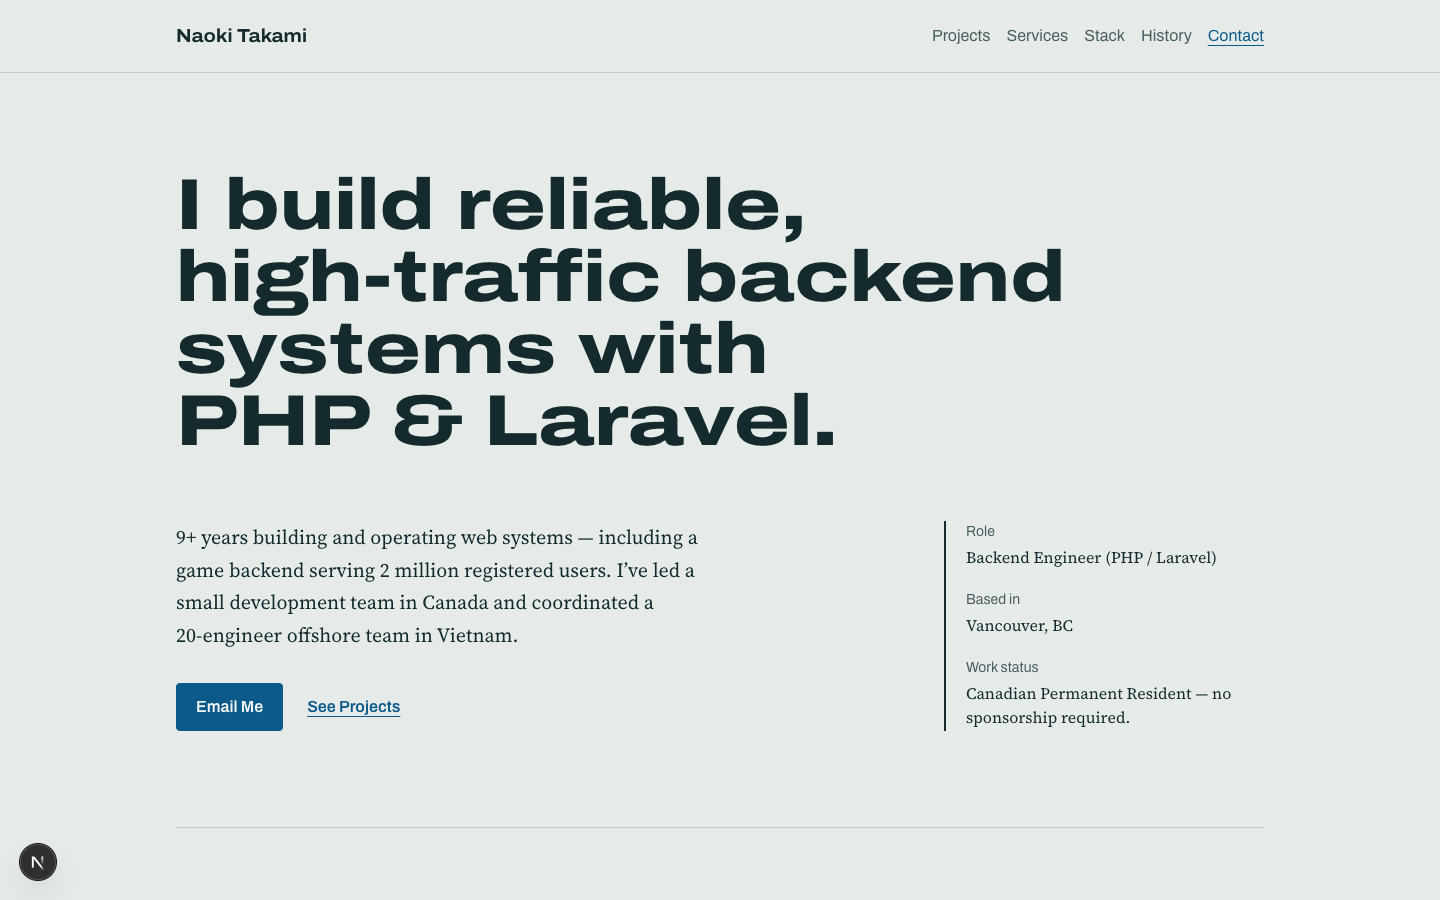 Naoki Takami
Projects Services Stack History Contact
I build reliable,
high-traffic backend
systems with
PHP & Laravel.
9+ years building and operating web systems — including a
game backend serving 2 million registered users. I’ve led a
small development team in Canada and coordinated a
20-engineer offshore team in Vietnam.
Email Me See Projects
Role
Backend Engineer (PHP / Laravel)
Based in
Vancouver, BC
Work status
Canadian Permanent Resident — no
sponsorship required.
N